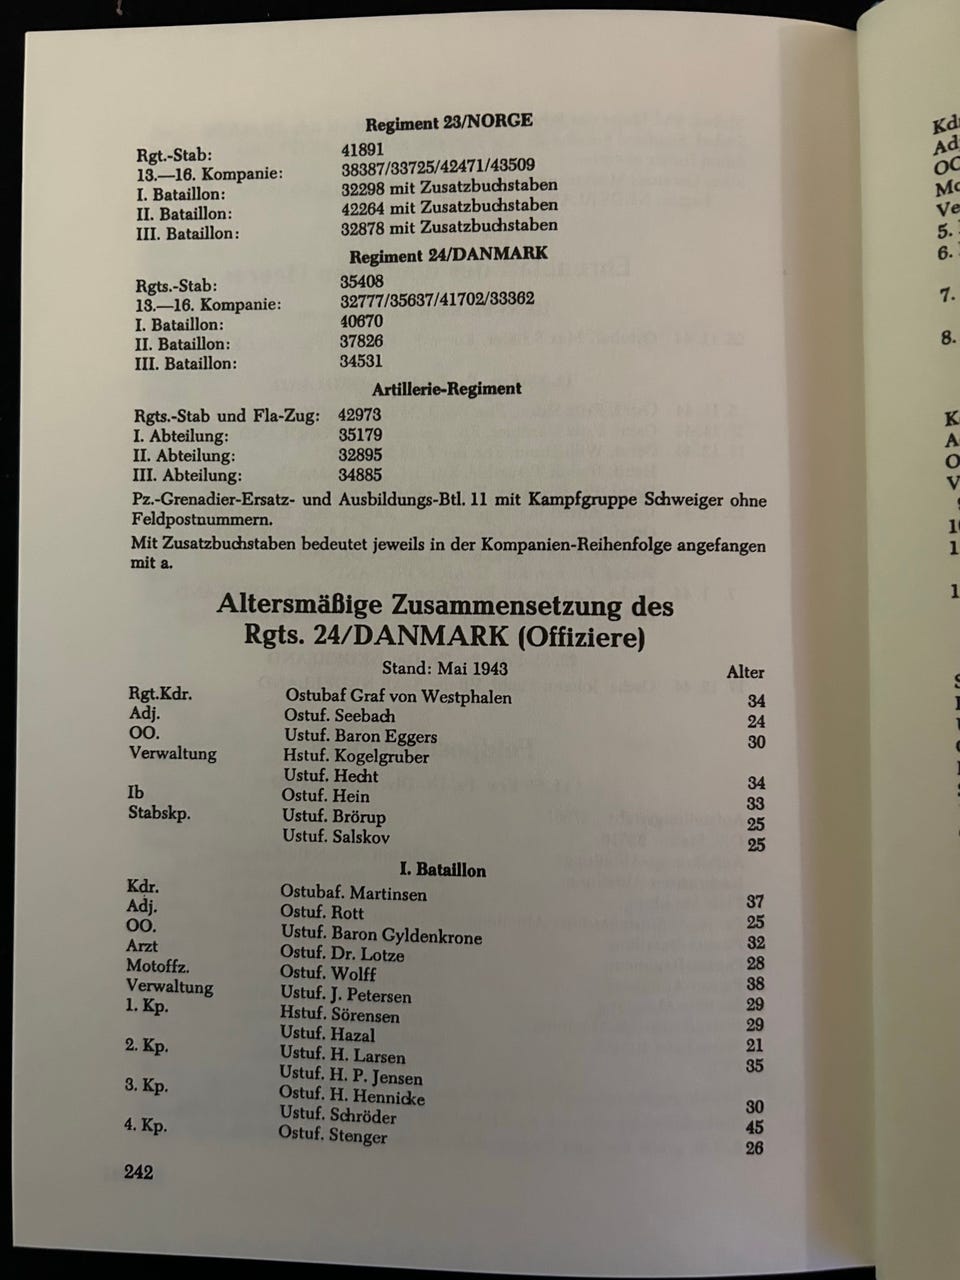 Regiment 23/NORGE
Rgt.-Stab: 41891
13.—16. Kompanie: 38387/33725/42471/43509
I. Bataillon: 32298 mit Zusatzbuchstaben
II. Bataillon: 42264 mit Zusatzbuchstaben
III. Bataillon: 32878 mit Zusatzbuchstaben
Regiment 24/DANMARK
Rgts.-Stab: 35408
13.—16. Kompanie: 32777/35637/41702/33362
I. Bataillon: 40670
II. Bataillon: 37826
III. Bataillon: 34531
Artillerie-Regiment
Rgts.-Stab und Fla-Zug: 42973
I. Abteilung: 35179
II. Abteilung: 32895
III. Abteilung: 34885
Pz.-Grenadier-Ersatz- und Ausbildungs-Btl. 11 mit Kampfgruppe Schweiger ohne
Feldpostnummern.
Mit Zusatzbuchstaben bedeutet jeweils in der Kompanien-Reihenfolge angefangen
mit a.
Altersmäßige Zusammensetzung des
Rgts. 24/DANMARK (Offiziere)
Stand: Mai 1943 Alter
Rgt.Kdr. Ostubaf Graf von Westphalen 34
Adj. Ostuf. Seebach 24
OO. Ustuf. Baron Eggers 30
Verwaltung Hstuf. Kogelgruber
Ustuf. Hecht 34
Ib Ostuf. Hein 33
Stabskp. Ustuf. Brörup 25
Ustuf. Salskov 25
I. Bataillon
Kdr. Ostubaf. Martinsen 37
Adj. Ostuf. Rott 25
OO. Ustuf. Baron Gyldenkrone 32
Arzt Ostuf. Dr. Lotze 28
Motoffz. Ostuf. Wolff 38
Verwaltung Ustuf. J. Petersen 29
1. Kp. Hstuf. Sörensen 29
Ustuf. Hazal 21
2. Kp. Ustuf. H. Larsen 35
Ustuf. H. P. Jensen
3. Kp. Ostuf. H. Hennicke 30
Ustuf. Schröder 45
4. Kp. Ostuf. Stenger 26
242